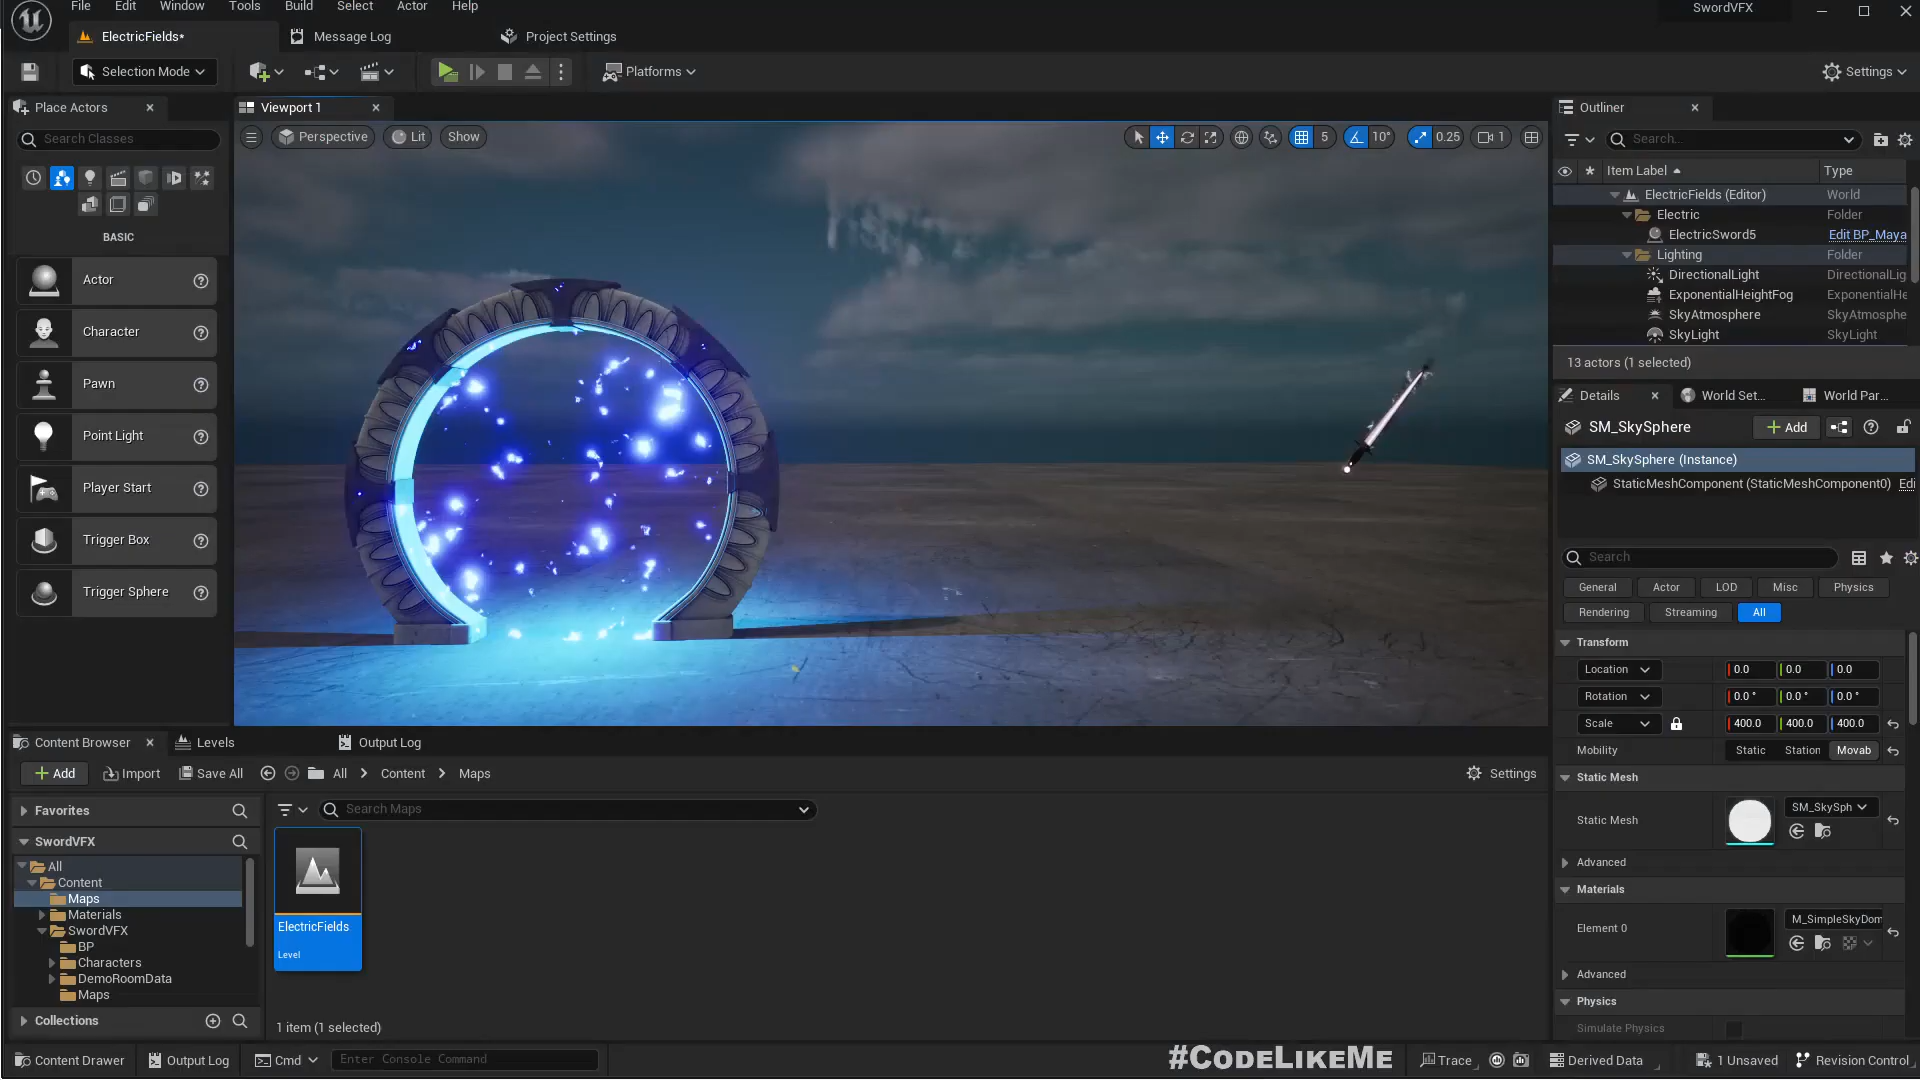 File Edit Window Tools Build Select Actor Help
SwordVFX
ElectricFields*
Message Log
Project Settings
Selection Mode
Platforms
Settings
Place Actors
Search Classes
BASIC
Actor
Character
Pawn
Point Light
Player Start
Trigger Box
Trigger Sphere
Viewport 1
Perspective
Lit
Show
5
10°
0.25
1
Outliner
Search...
Item Label
Type
ElectricFields (Editor)
World
Electric
Folder
ElectricSword5
Edit BP_Maya
Lighting
Folder
DirectionalLight
DirectionalLig
ExponentialHeightFog
ExponentialHe
SkyAtmosphere
SkyAtmosphe
SkyLight
SkyLight
13 actors (1 selected)
Details
World Set...
World Par...
SM_SkySphere
Add
SM_SkySphere (Instance)
StaticMeshComponent (StaticMeshComponent0)
Edi
Search
General
Actor
LOD
Misc
Physics
Rendering
Streaming
All
Transform
Location
0.0
0.0
0.0
Rotation
0.0 °
0.0 °
0.0 °
Scale
400.0
400.0
400.0
Mobility
Static
Station
Movab
Static Mesh
Static Mesh
SM_SkySph
Advanced
Materials
Element 0
M_SimpleSkyDom
Advanced
Physics
Simulate Physics
Content Browser
Levels
Output Log
Add
Import
Save All
All
Content
Maps
Settings
Favorites
SwordVFX
All
Content
Maps
Materials
SwordVFX
BP
Characters
DemoRoomData
Maps
Collections
Search Maps
ElectricFields
Level
1 item (1 selected)
Content Drawer
Output Log
Cmd
Enter Console Command
#CODELIKEME
Trace
Derived Data
1 Unsaved
Revision Control